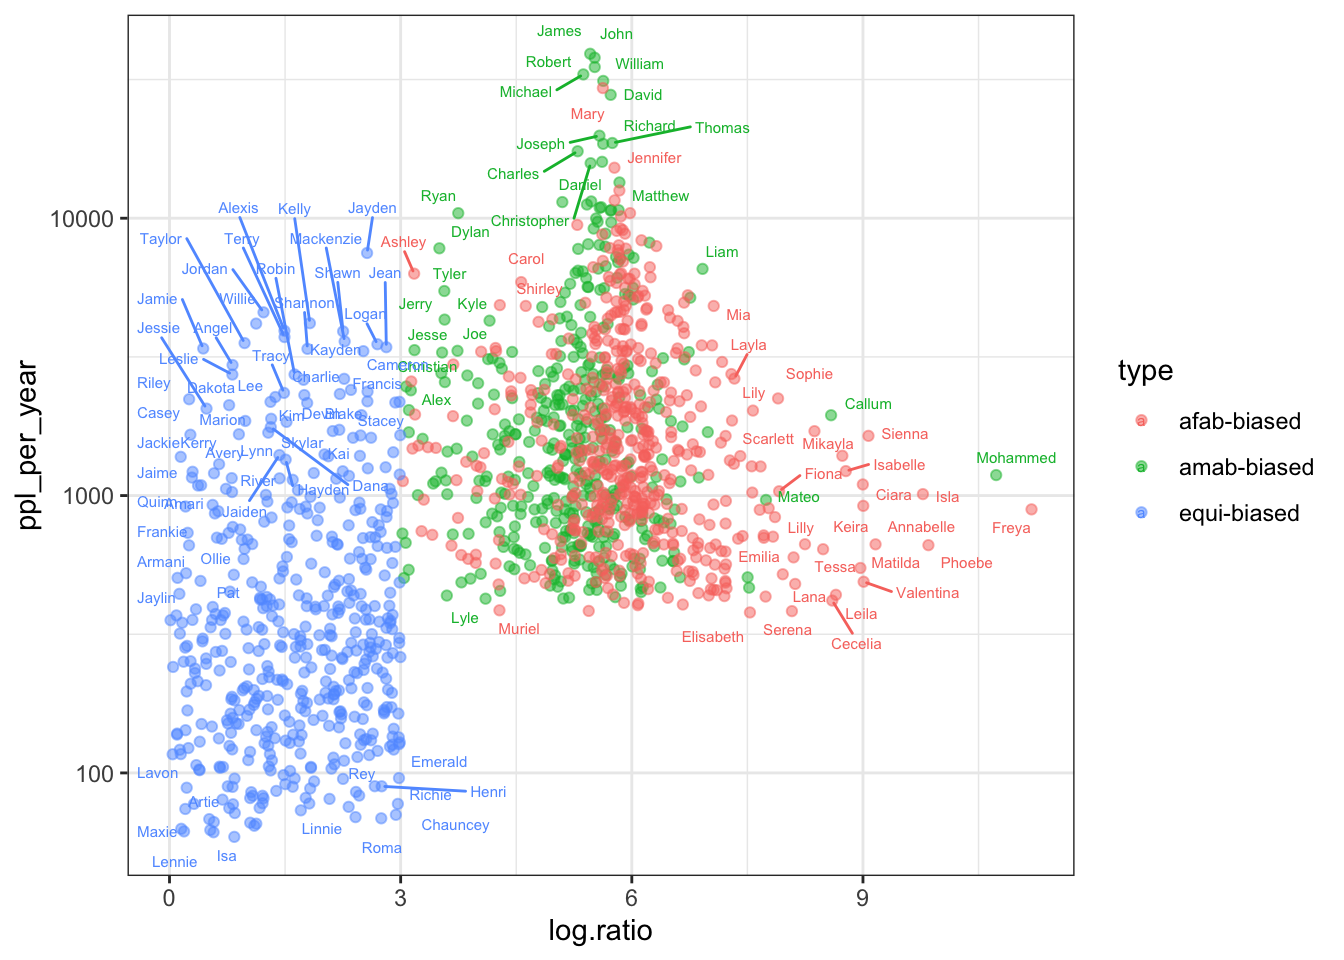 James
John
Robert
William
Michael
David
Mary
Richard
Thomas
Joseph
Jennifer
Charles
Daniel
Ryan
Matthew
Alexis
Kelly
Jayden
Christopher
10000
Dylan
Taylor
Terry
Mackenzie
Ashley
Liam
Carol
Jordan
Robin
Shawn
Jean
Tyler
Shirley
Jamie
Willie
Shannon
Jerry
Kyle
Logan
Mia
Jessie
Angel
Jesse
Joe
Layla
Kayden
Leslie
Tracy
Cameron
Christian
Sophie
type
Riley
Dakota
Lee
Charlie
Francis
Lily
Alex
Callum
Casey
Marion
Kim
Devin
Blake
Stacey
afab-biased
Jackie
Kerry
Skylar
Scarlett
Mikayla
Sienna
Avery
Lynn
Kai
Mohammed
Jaime
River
Isabelle
amab-biased
Fiona
Hayden
Dana
1000
Quinn
Amari
Mateo
Ciara
Isla
Jaiden
equi-biased
Frankie
Lilly
Keira
Annabelle
Freya
Armani
Ollie
Emilia
Tessa
Matilda
Phoebe
Jaylin
Pat
Lana
Valentina
Lyle
Leila
Muriel
Elisabeth
Serena
Cecelia
ppl_per_year
100
Lavon
Rey
Emerald
Artie
Richie
Henri
Maxie
Linnie
Chauncey
Lennie
Isa
Roma
0
3
6
9
log.ratio